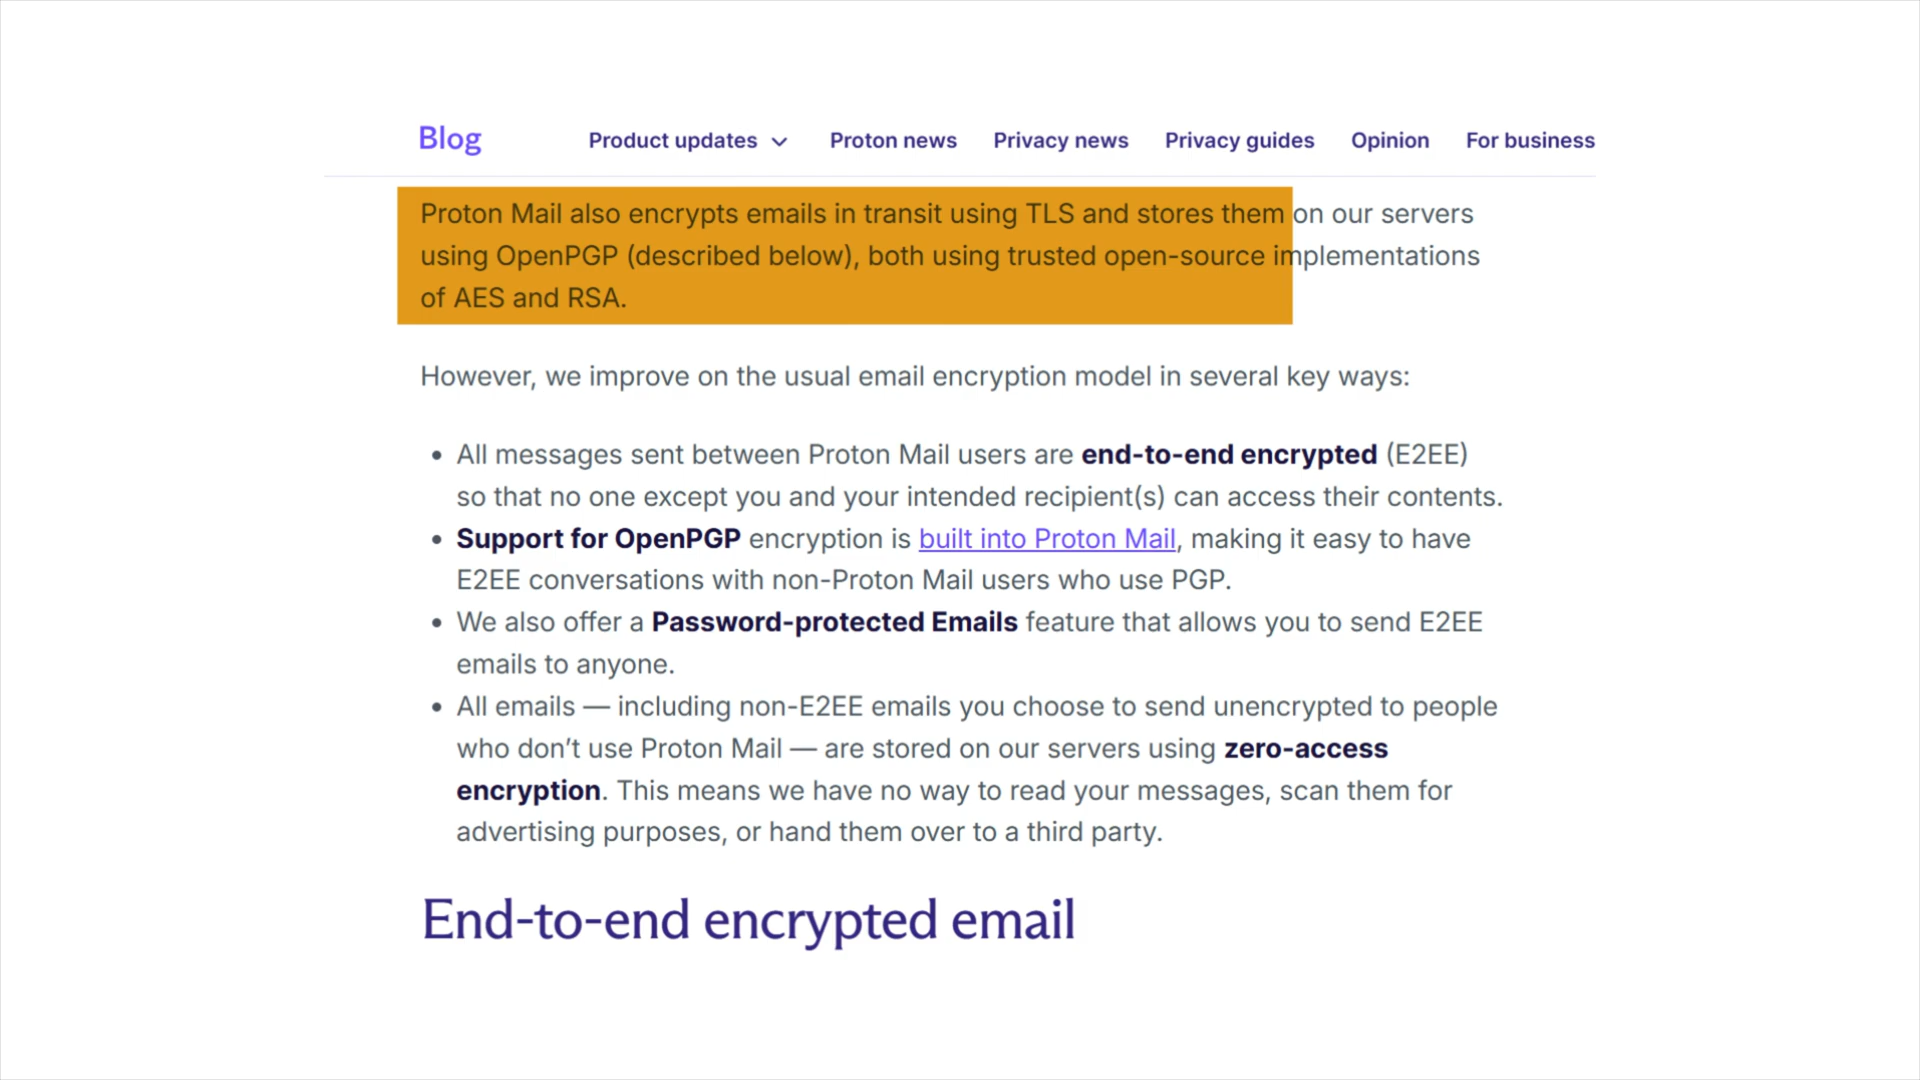 Blog
Product updates
Proton news
Privacy news
Privacy guides
Opinion
For business
Proton Mail also encrypts emails in transit using TLS and stores them on our servers
using OpenPGP (described below), both using trusted open-source implementations
of AES and RSA.
However, we improve on the usual email encryption model in several key ways:
• All messages sent between Proton Mail users are end-to-end encrypted (E2EE)
so that no one except you and your intended recipient(s) can access their contents.
• Support for OpenPGP encryption is built into Proton Mail, making it easy to have
E2EE conversations with non-Proton Mail users who use PGP.
• We also offer a Password-protected Emails feature that allows you to send E2EE
emails to anyone.
• All emails — including non-E2EE emails you choose to send unencrypted to people
who don’t use Proton Mail — are stored on our servers using zero-access
encryption. This means we have no way to read your messages, scan them for
advertising purposes, or hand them over to a third party.
End-to-end encrypted email